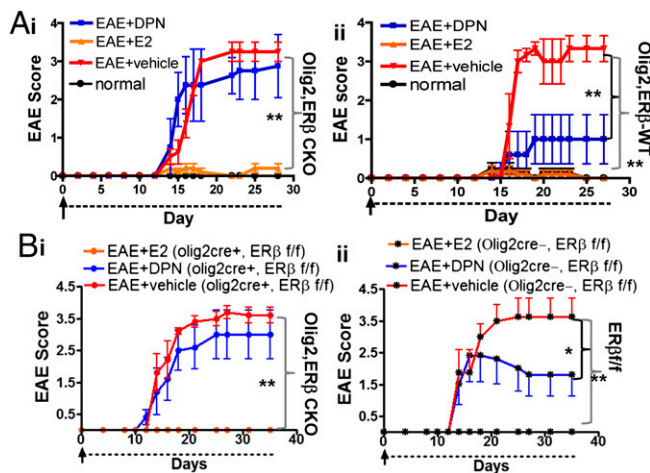 Ai
EAE+DPN
EAE+E2
EAE+vehicle
normal
EAE Score
4
3
2
1
0
0 5 10 15 20 25 30
Day
**
Olig2,ERβ CKO
ii
EAE+DPN
EAE+E2
EAE+vehicle
normal
EAE Score
4
3
2
1
0
0 5 10 15 20 25 30
Day
**
**
Olig2,ERβ-WT
Bi
EAE+E2 (olig2cre+, ERβ f/f)
EAE+DPN (olig2cre+, ERβ f/f)
EAE+vehicle (olig2cre+, ERβ f/f)
EAE Score
4.5
3.5
2.5
1.5
.5
0 10 20 30 40
Days
**
Olig2,ERβ CKO
ii
EAE+E2 (Olig2cre–, ERβ f/f)
EAE+DPN (Olig2cre–, ERβ f/f)
EAE+vehicle (Olig2cre–, ERβ f/f)
EAE Score
4.5
3.5
2.5
1.5
.5
0 10 20 30 40
Days
*
**
ERβf/f